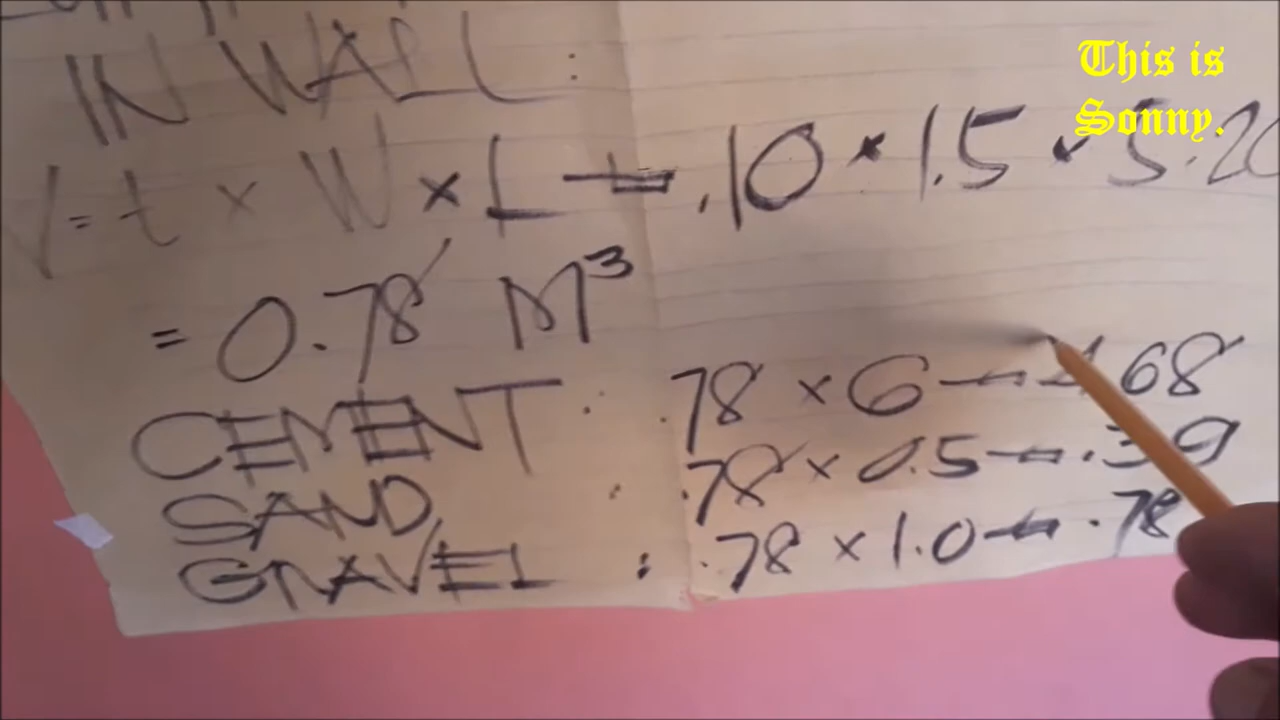 This is
Sonny.
IN WALL :
V = t × W × L = .10 × 1.5 × 5.20
= 0.78 M³
CEMENT : .78 × 6 = 4.68
SAND : .78 × 0.5 = .39
GRAVEL : .78 × 1.0 = .78